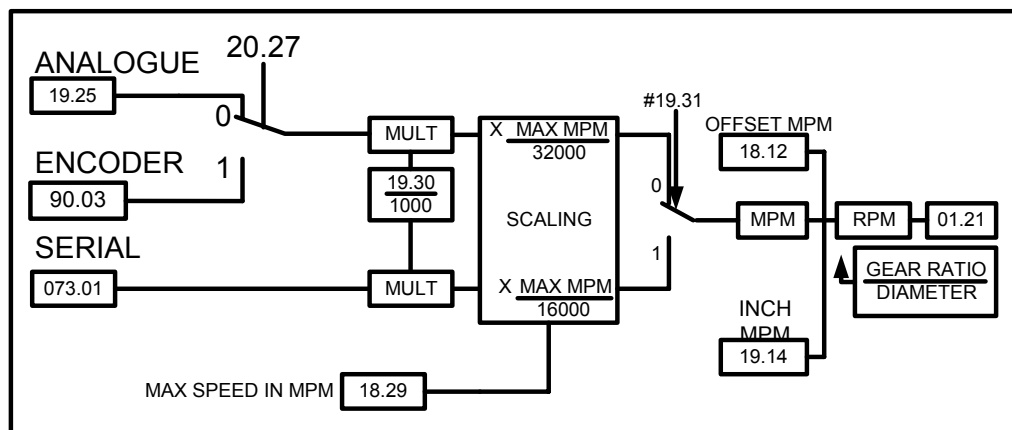 20.27
ANALOGUE
19.25
#19.31
OFFSET MPM
18.12
0
MULT
X MAX MPM
32000
ENCODER
1
90.03
19.30
1000
0
SCALING
MPM
RPM
01.21
SERIAL
1
GEAR RATIO
DIAMETER
073.01
MULT
X MAX MPM
16000
INCH
MPM
19.14
MAX SPEED IN MPM
18.29